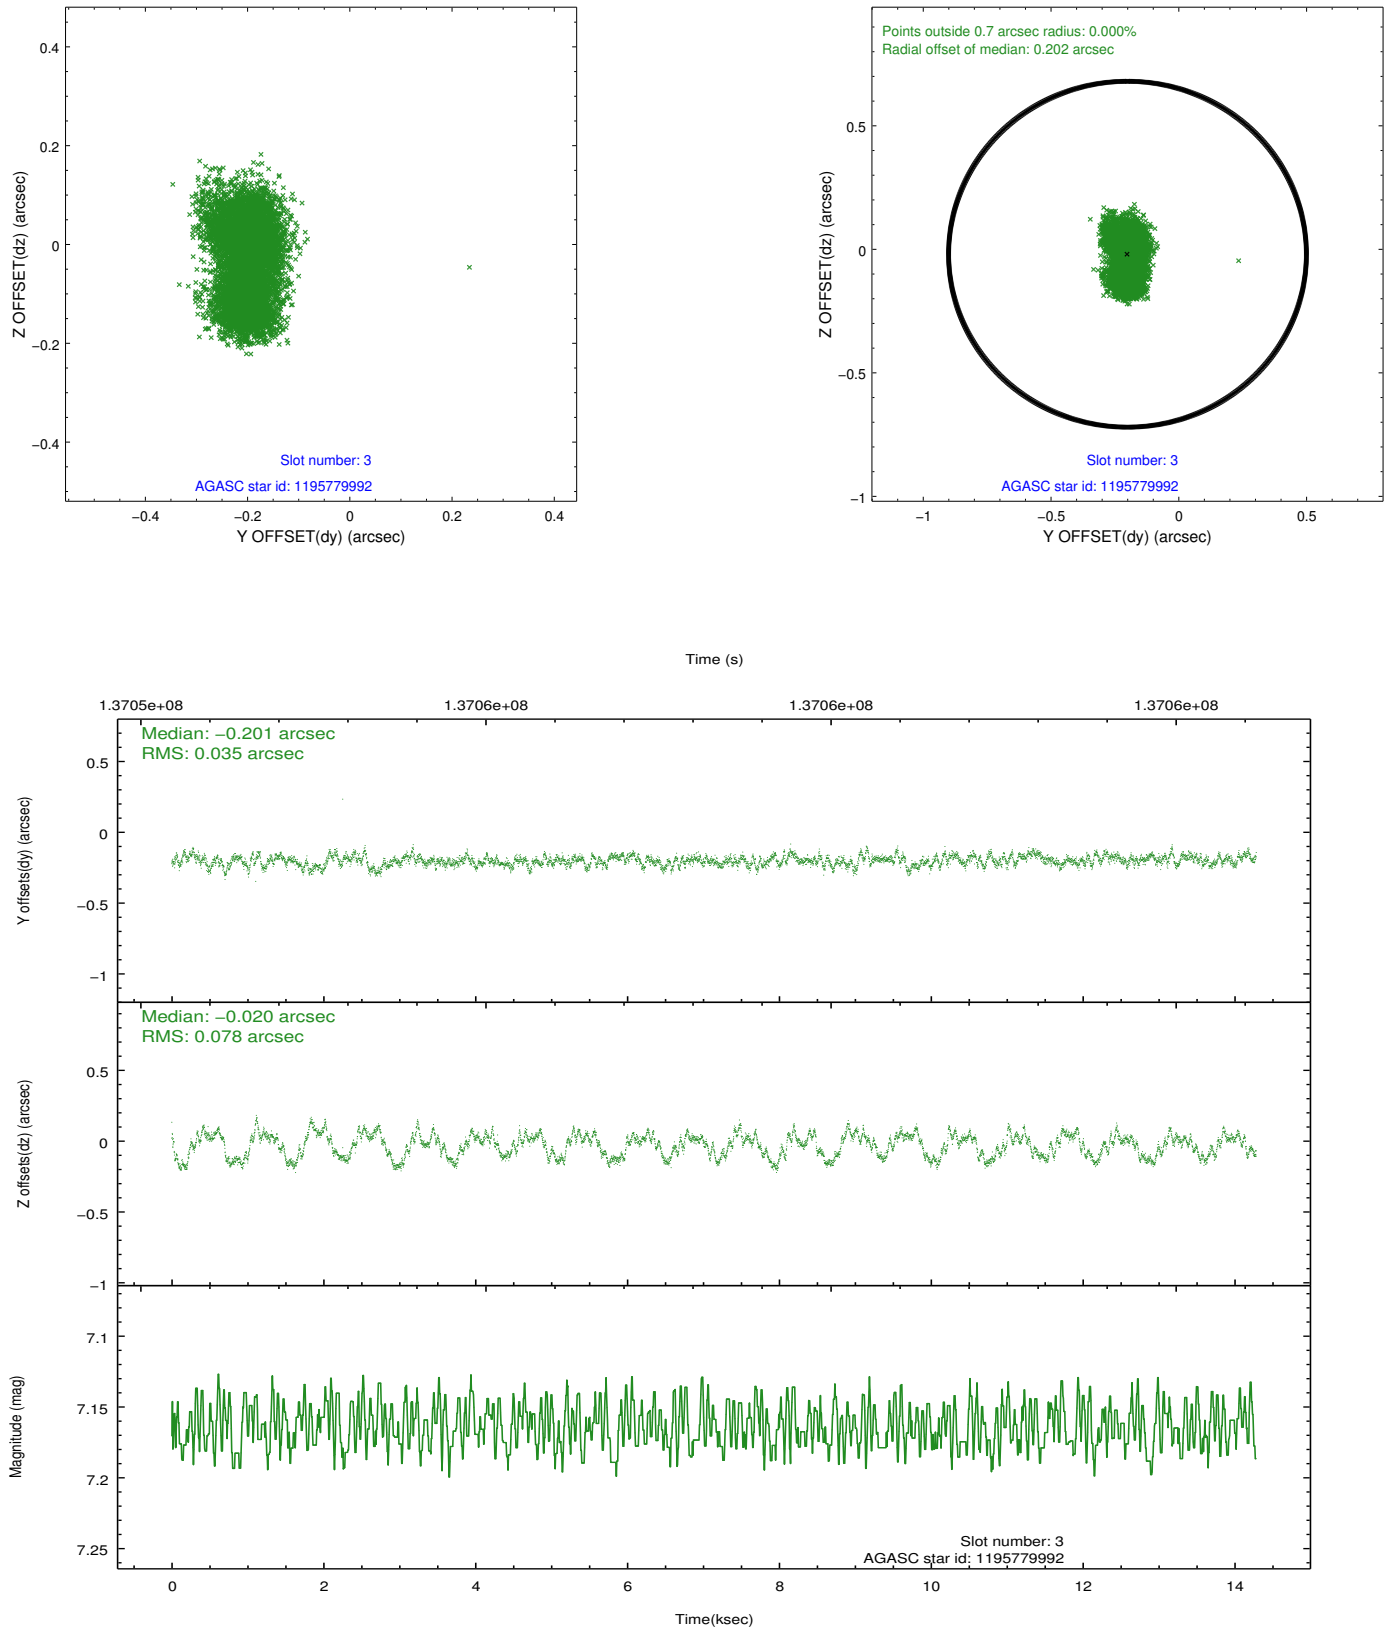 0.4
0.2
0
−0.2
−0.4
Z OFFSET(dz) (arcsec)
Slot number: 3
AGASC star id: 1195779992
−0.4
−0.2
0
0.2
0.4
Y OFFSET(dy) (arcsec)
Points outside 0.7 arcsec radius: 0.000%
Radial offset of median: 0.202 arcsec
0.5
0
−0.5
−1
Z OFFSET(dz) (arcsec)
Slot number: 3
AGASC star id: 1195779992
−1
−0.5
0
0.5
Y OFFSET(dy) (arcsec)
Time (s)
1.3705e+08
1.3706e+08
1.3706e+08
1.3706e+08
Median: −0.201 arcsec
RMS: 0.035 arcsec
0.5
0
−0.5
−1
Y offsets(dy) (arcsec)
Median: −0.020 arcsec
RMS: 0.078 arcsec
0.5
0
−0.5
−1
Z offsets(dz) (arcsec)
7.1
7.15
7.2
7.25
Magnitude (mag)
Slot number: 3
AGASC star id: 1195779992
0
2
4
6
8
10
12
14
Time(ksec)